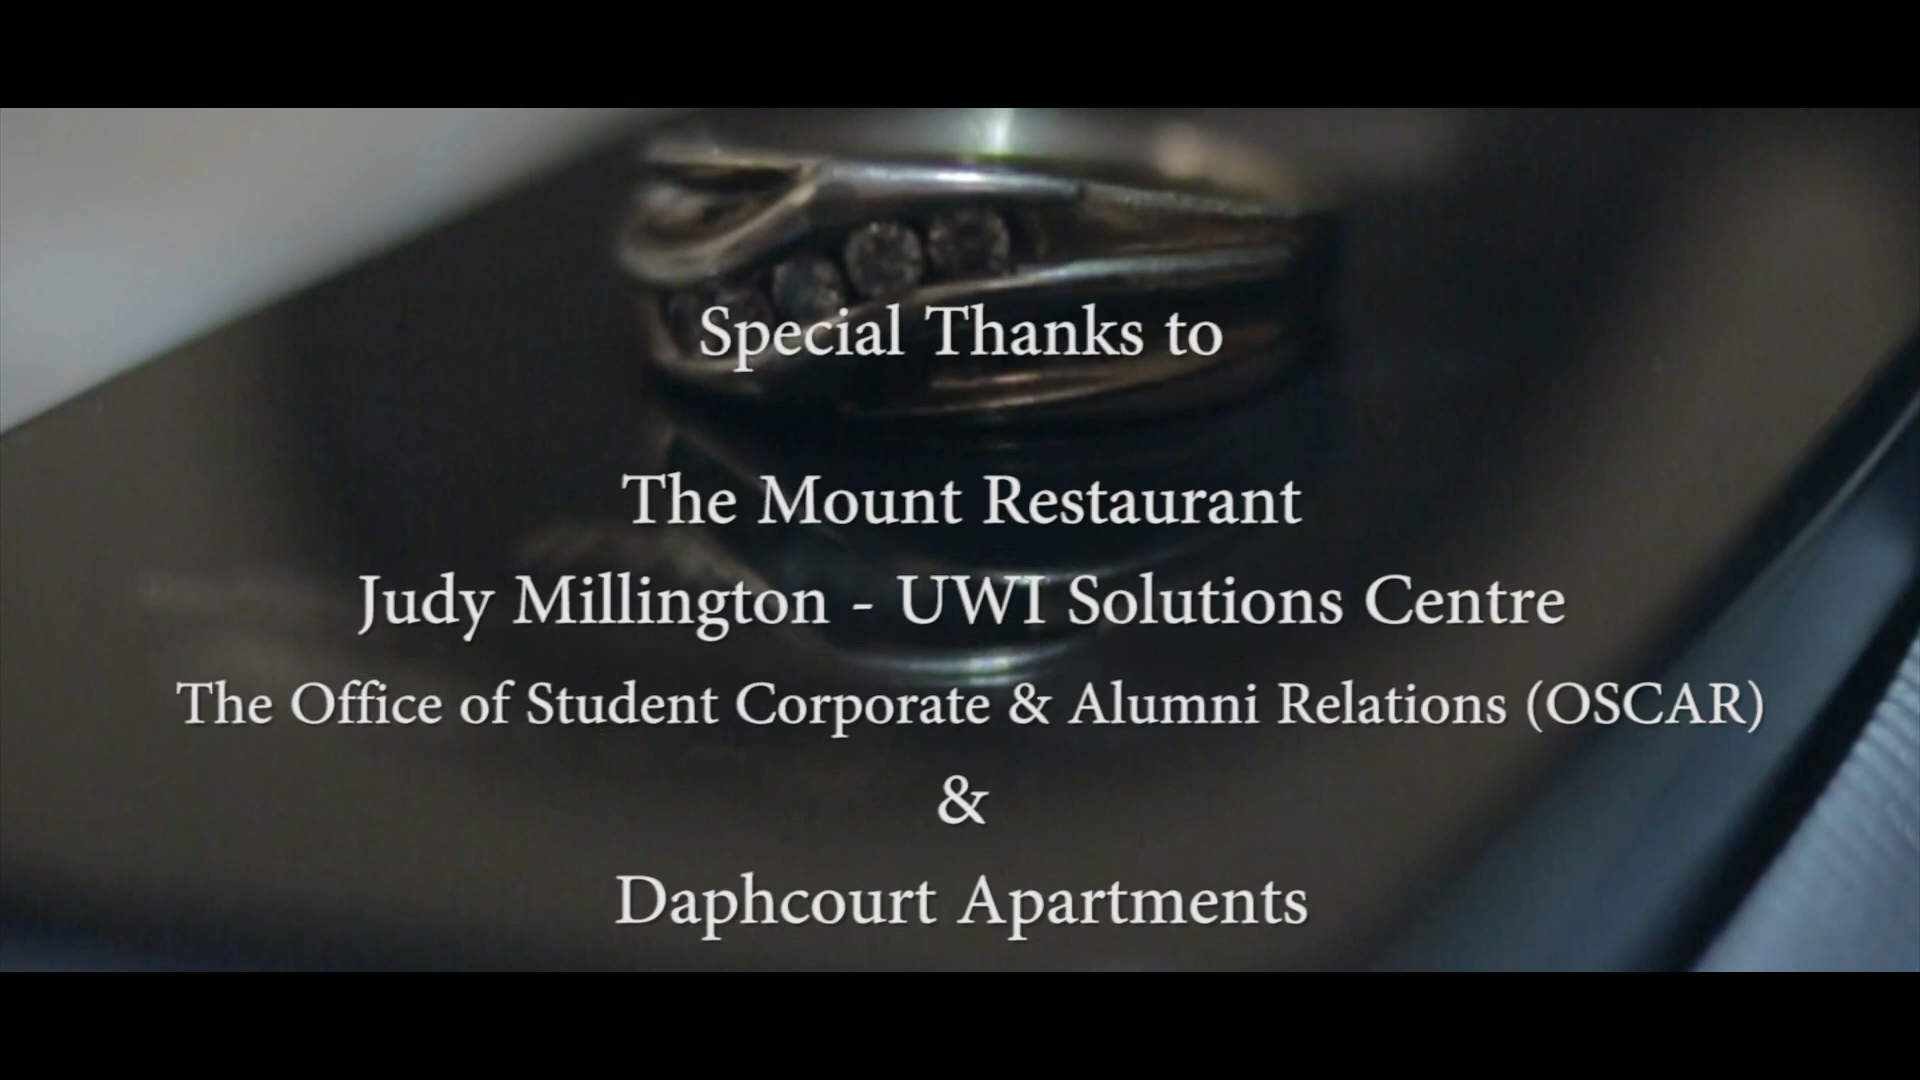 Special Thanks to
The Mount Restaurant
Judy Millington - UWI Solutions Centre
The Office of Student Corporate & Alumni Relations (OSCAR)
&
Daphcourt Apartments